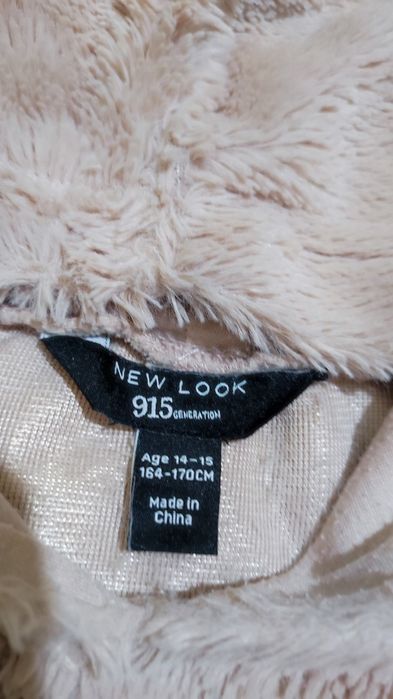 NEW LOOK
915 GENERATION
Age 14-15
164-170CM
Made in
China